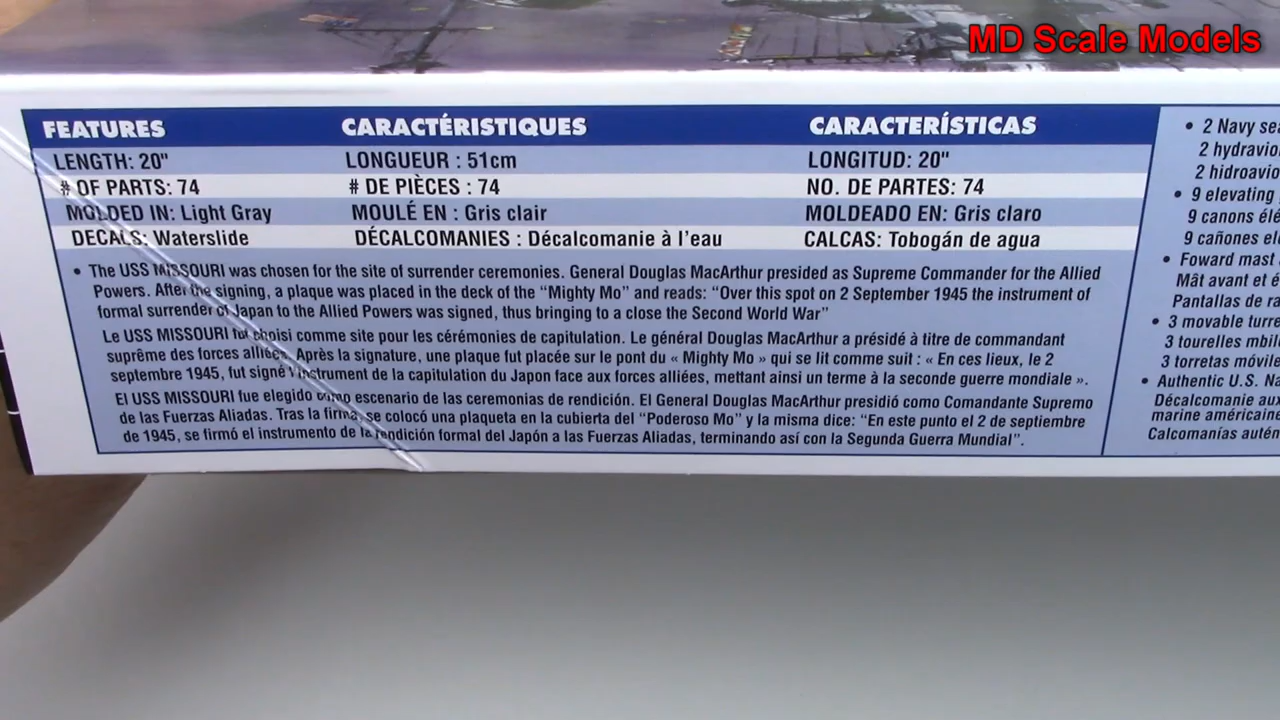 MD Scale Models
FEATURES CARACTÉRISTIQUES CARACTERÍSTICAS
LENGTH: 20" LONGUEUR : 51cm LONGITUD: 20"
# OF PARTS: 74 # DE PIÈCES : 74 NO. DE PARTES: 74
MOLDED IN: Light Gray MOULÉ EN : Gris clair MOLDEADO EN: Gris claro
DECALS: Waterslide DÉCALCOMANIES : Décalcomanie à l'eau CALCAS: Tobogán de agua
• The USS MISSOURI was chosen for the site of surrender ceremonies. General Douglas MacArthur presided as Supreme Commander for the Allied
Powers. After the signing, a plaque was placed in the deck of the "Mighty Mo" and reads: "Over this spot on 2 September 1945 the instrument of
formal surrender of Japan to the Allied Powers was signed, thus bringing to a close the Second World War"
Le USS MISSOURI fut choisi comme site pour les cérémonies de capitulation. Le général Douglas MacArthur a présidé à titre de commandant
suprême des forces alliées. Après la signature, une plaque fut placée sur le pont du « Mighty Mo » qui se lit comme suit : « En ces lieux, le 2
septembre 1945, fut signé l'instrument de la capitulation du Japon face aux forces alliées, mettant ainsi un terme à la seconde guerre mondiale ».
El USS MISSOURI fue elegido como escenario de las ceremonias de rendición. El General Douglas MacArthur presidió como Comandante Supremo
de las Fuerzas Aliadas. Tras la firma, se colocó una plaqueta en la cubierta del "Poderoso Mo" y la misma dice: "En este punto el 2 de septiembre
de 1945, se firmó el instrumento de la rendición formal del Japón a las Fuerzas Aliadas, terminando así con la Segunda Guerra Mundial".
• 2 Navy
2
2
• 9 elevating
9 canons
9 cañones
• Foward mast
Mât avant et
Pantallas de
• 3 movable
3 tourelles
3 torretas
• Authentic U.S.
Décalcomanie
marine
Calcomanías